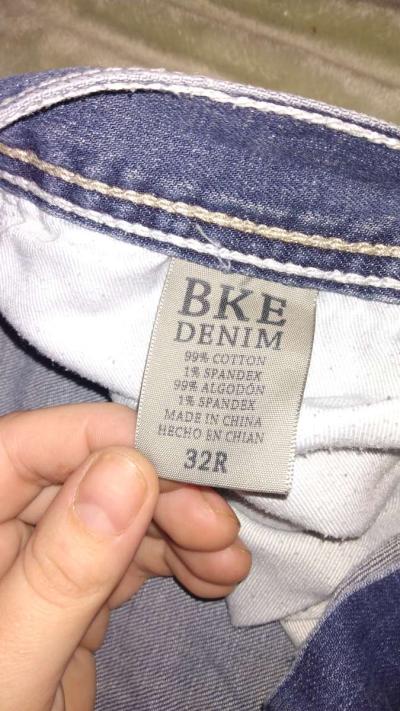 BKE
DENIM
99% COTTON
1% SPANDEX
99% ALGODÓN
1% SPANDEX
MADE IN CHINA
HECHO EN CHIAN
32R